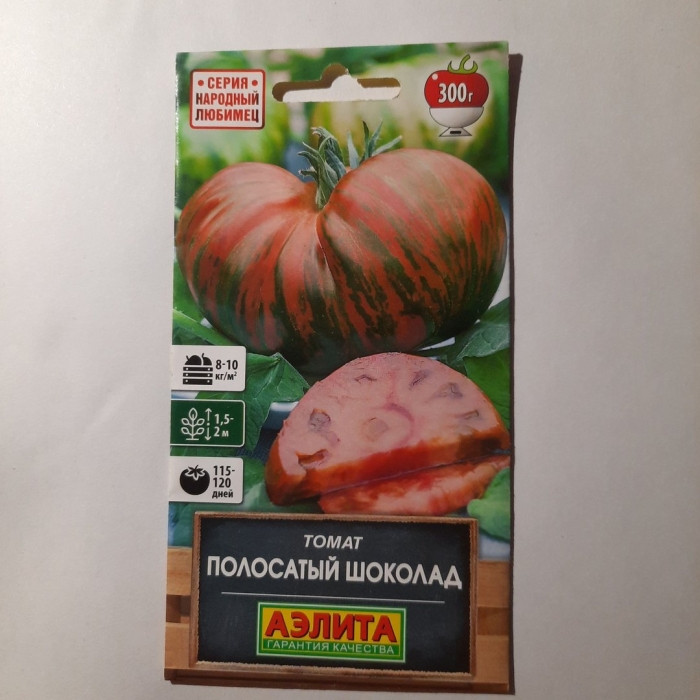 • СЕРИЯ •
НАРОДНЫЙ
ЛЮБИМЕЦ
300г
8-10
кг/м²
1,5-
2 м
115-
120
дней
ТОМАТ
ПОЛОСАТЫЙ ШОКОЛАД
АЭЛИТА
ГАРАНТИЯ КАЧЕСТВА